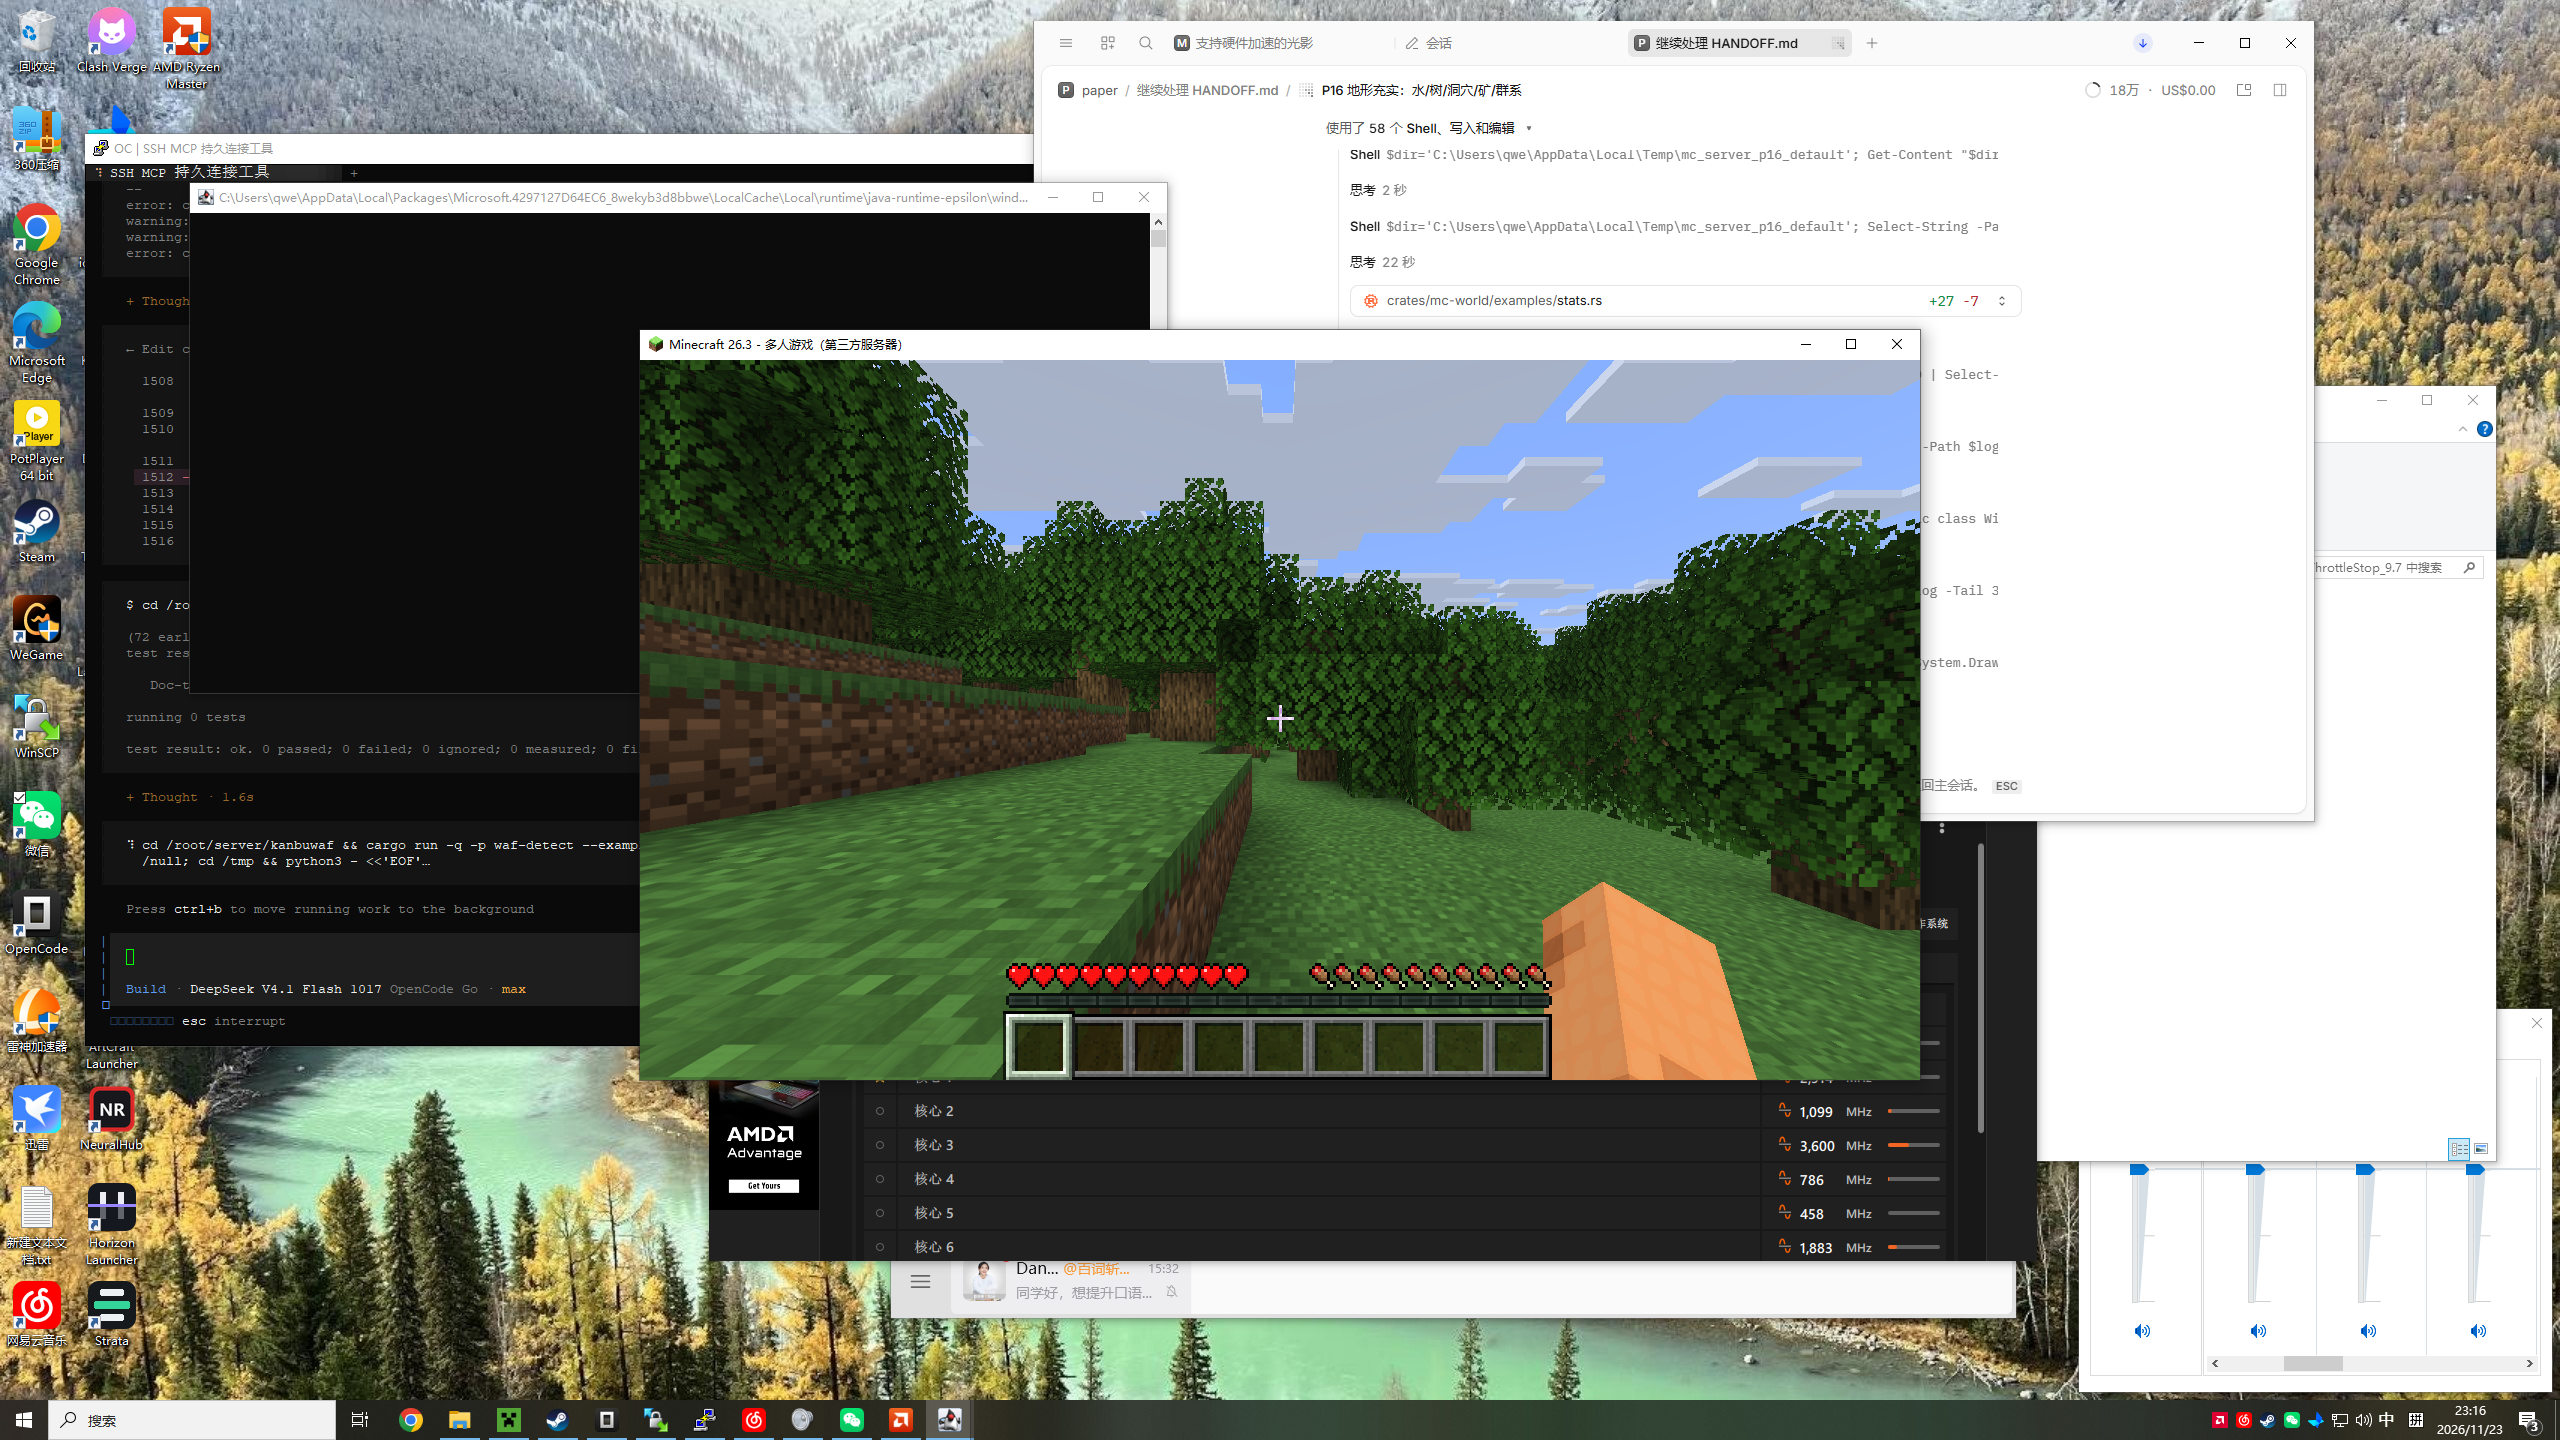 回收站
Clash Verge
AMD Ryzen
Master
360压缩
Google
Chrome
Microsoft
Edge
PotPlayer
64 bit
Steam
WeGame
WinSCP
微信
OpenCode
雷神加速器
ArtCraft
Launcher
迅雷
NeuralHub
新建文本文
档.txt
Horizon
Launcher
网易云音乐
Strata
OC | SSH MCP 持久连接工具
SSH MCP 持久连接工具
+
--
error: c
warning:
warning:
error: c
+ Though
← Edit c
1508
1509
1510
1511
1512 -
1513
1514
1515
1516
$ cd /ro
(72 earl
test res
Doc-t
running 0 tests
test result: ok. 0 passed; 0 failed; 0 ignored; 0 measured; 0 fi
+ Thought · 1.6s
cd /root/server/kanbuwaf && cargo run -q -p waf-detect --examp
/null; cd /tmp && python3 - <<'EOF'…
Press ctrl+b to move running work to the background
Build · DeepSeek V4.1 Flash 1017 OpenCode Go · max
esc interrupt
C:\Users\qwe\AppData\Local\Packages\Microsoft.4297127D64EC6_8wekyb3d8bbwe\LocalCache\Local\runtime\java-runtime-epsilon\wind...
Minecraft 26.3 - 多人游戏（第三方服务器）
M 支持硬件加速的光影
会话
P 继续处理 HANDOFF.md
P paper / 继续处理 HANDOFF.md / P16 地形充实：水/树/洞穴/矿/群系
18万 · US$0.00
使用了 58 个 Shell、写入和编辑
Shell $dir='C:\Users\qwe\AppData\Local\Temp\mc_server_p16_default'; Get-Content "$dir
思考 2 秒
Shell $dir='C:\Users\qwe\AppData\Local\Temp\mc_server_p16_default'; Select-String -Pa
思考 22 秒
crates/mc-world/examples/stats.rs +27 -7
| Select-
-Path $log
c class Wi
og -Tail 3
ystem.Draw
回主会话。 ESC
hrottleStop_9.7 中搜索
作系统
AMD
Advantage
Get Yours
核心 2 1,099 MHz
核心 3 3,600 MHz
核心 4 786 MHz
核心 5 458 MHz
核心 6 1,883 MHz
Dan... @百词斩... 15:32
同学好，想提升口语...
搜索
中
拼
23:16
2026/11/23
3